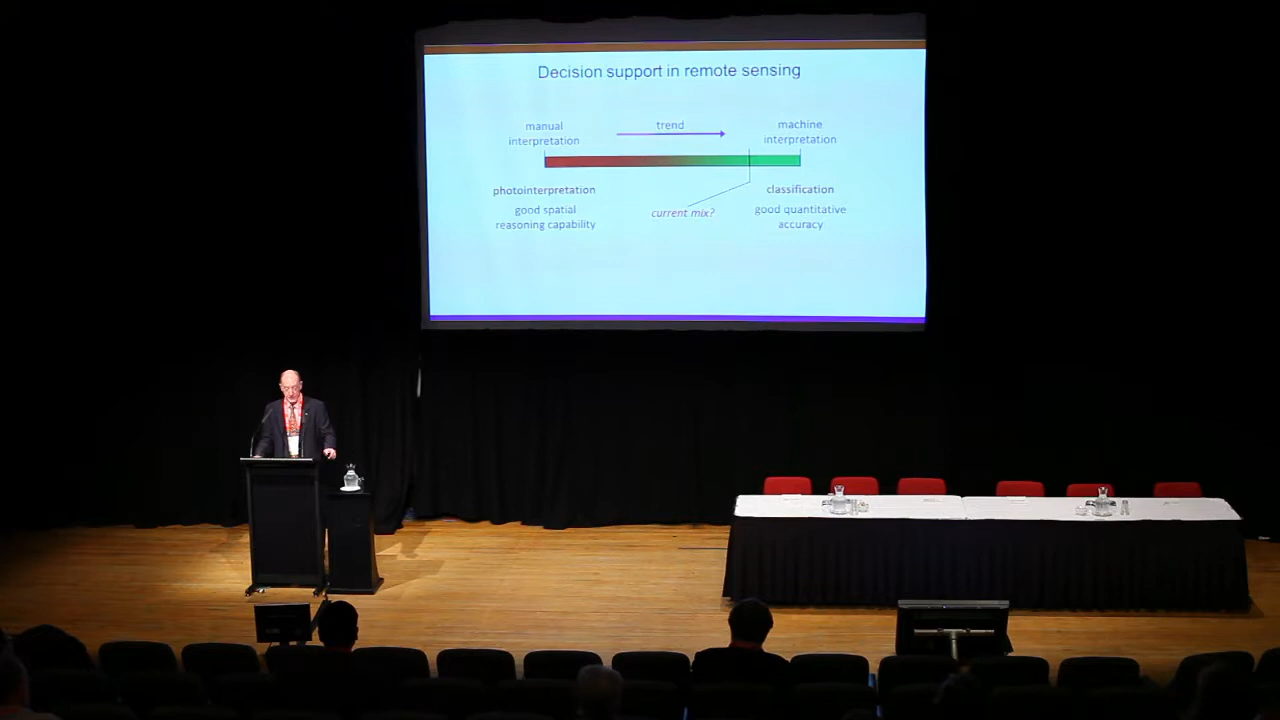 Decision support in remote sensing
manual
interpretation
trend
machine
interpretation
photointerpretation
good spatial
reasoning capability
current mix?
classification
good quantitative
accuracy